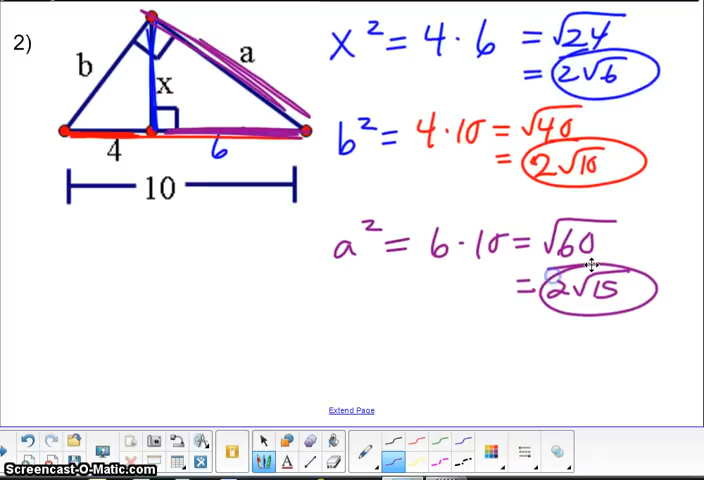 2)
b
a
x
4
6
10
x² = 4 · 6 = √24
= 2√6
b² = 4 · 10 = √40
= 2√10
a² = 6 · 10 = √60
= 2√15
Extend Page
A
Screencast-O-Matic.com